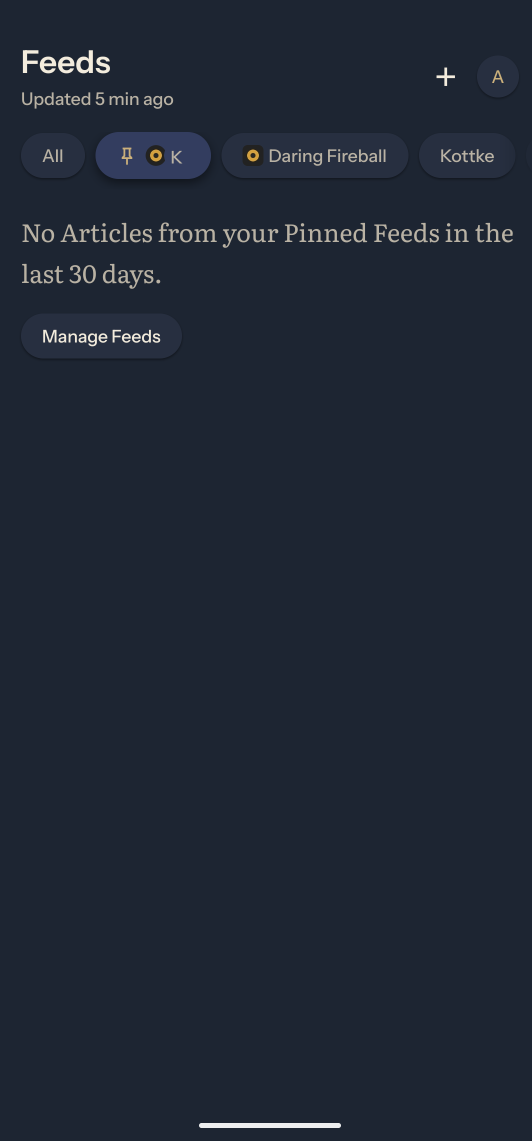 Feeds
Updated 5 min ago
A
All
K
Daring Fireball
Kottke
No Articles from your Pinned Feeds in the
last 30 days.
Manage Feeds